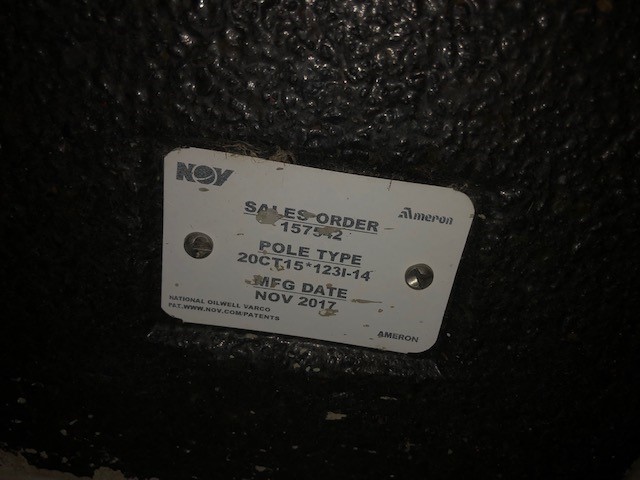 NOV
Ameron
SALES ORDER
157542
POLE TYPE
20CT15*123I-14
MFG DATE
NOV 2017
NATIONAL OILWELL VARCO
PAT.WWW.NOV.COM/PATENTS
AMERON